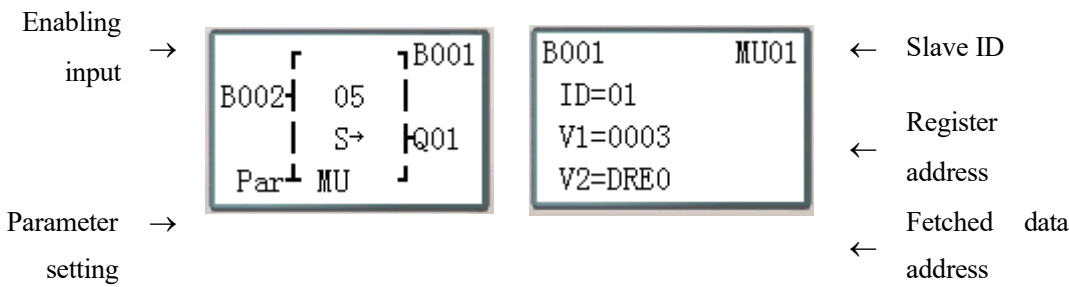 Enabling
input
→
B001
B002
05
S→
Q01
Par
MU
Parameter
setting
→
B001 MU01
ID=01
V1=0003
V2=DRE0
← Slave ID
← Register
address
← Fetched data
address